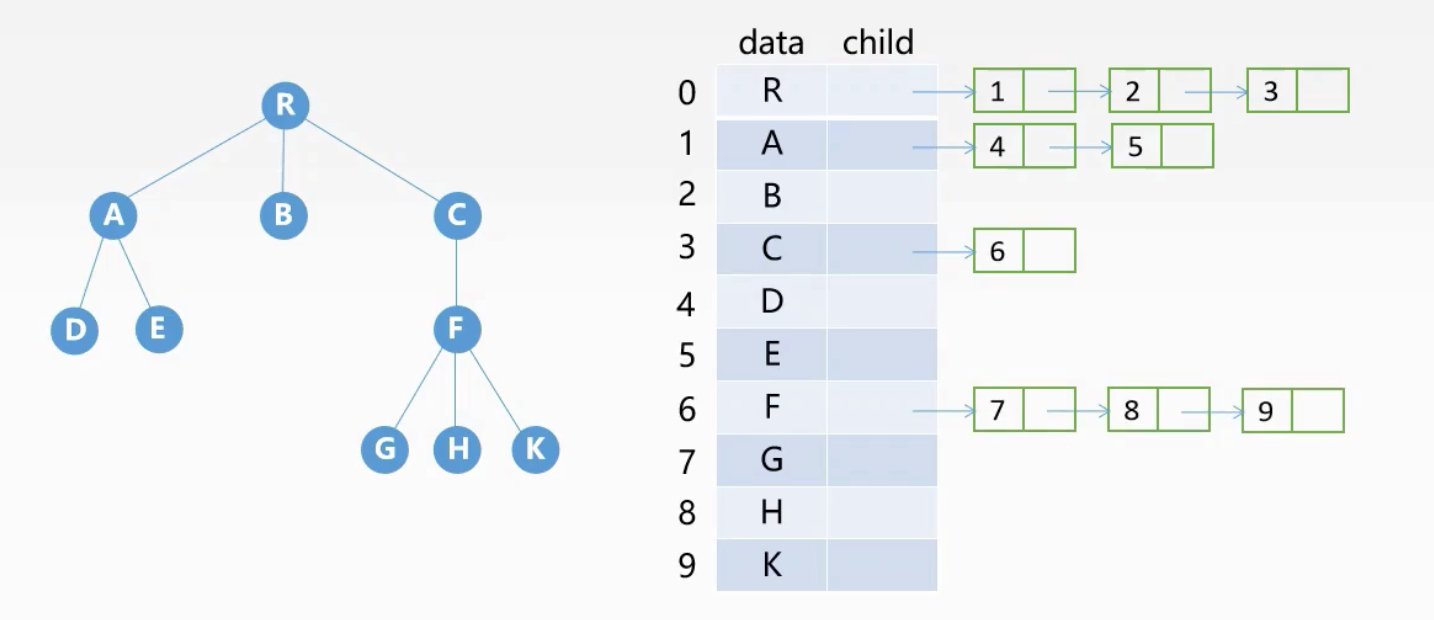 R
A B C
D E F
G H K
data child
0 R 1 2 3
1 A 4 5
2 B
3 C 6
4 D
5 E
6 F 7 8 9
7 G
8 H
9 K